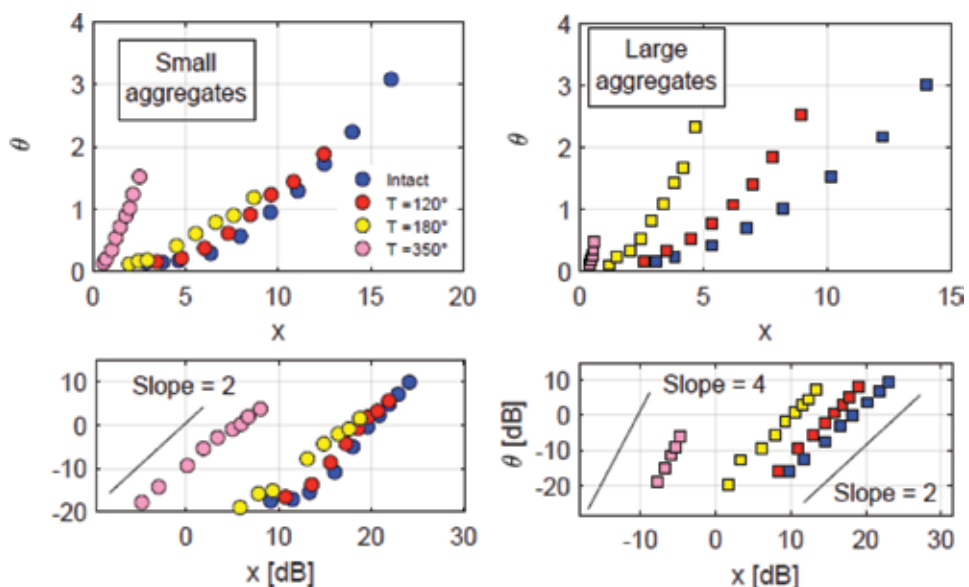 4
3
2
1
0
θ
Small
aggregates
Intact
T =120°
T =180°
T =350°
0
5
10
15
20
x
4
3
2
1
0
θ
Large
aggregates
0
5
10
15
x
10
0
-10
-20
Slope = 2
0
10
20
30
x [dB]
θ [dB]
10
0
-10
-20
Slope = 4
Slope = 2
-10
0
10
20
30
x [dB]